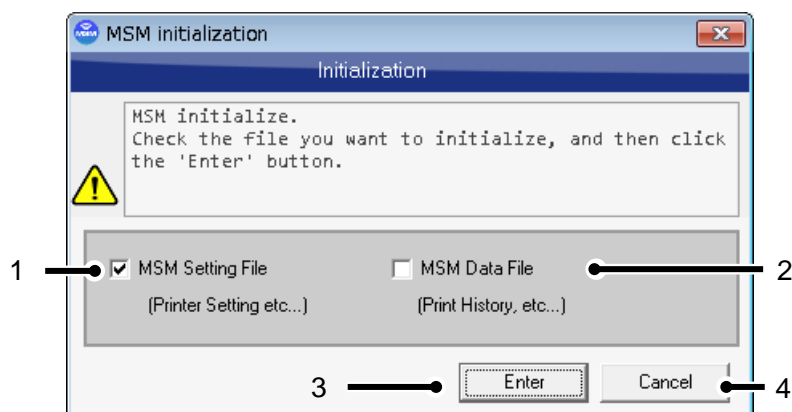 MSM initialization
Initialization
MSM initialize.
Check the file you want to initialize, and then click
the 'Enter' button.
1
MSM Setting File
MSM Data File
2
(Printer Setting etc...)
(Print History, etc...)
3
Enter
Cancel
4